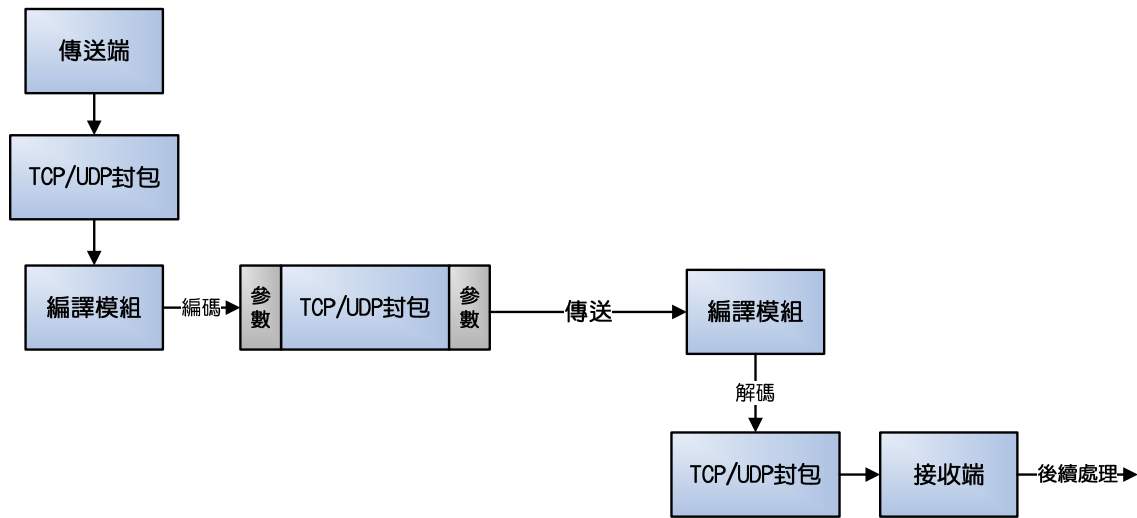 傳送端
TCP/UDP封包
編譯模組
編碼
參
數
TCP/UDP封包
參
數
傳送
編譯模組
解碼
TCP/UDP封包
接收端
後續處理